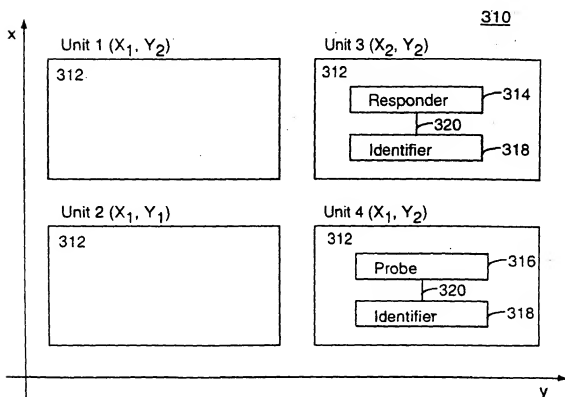 310
x
Unit 1 (X1, Y2)
312
Unit 3 (X2, Y2)
312
Responder
314
320
Identifier
318
Unit 2 (X1, Y1)
312
Unit 4 (X1, Y2)
312
Probe
316
320
Identifier
318
y